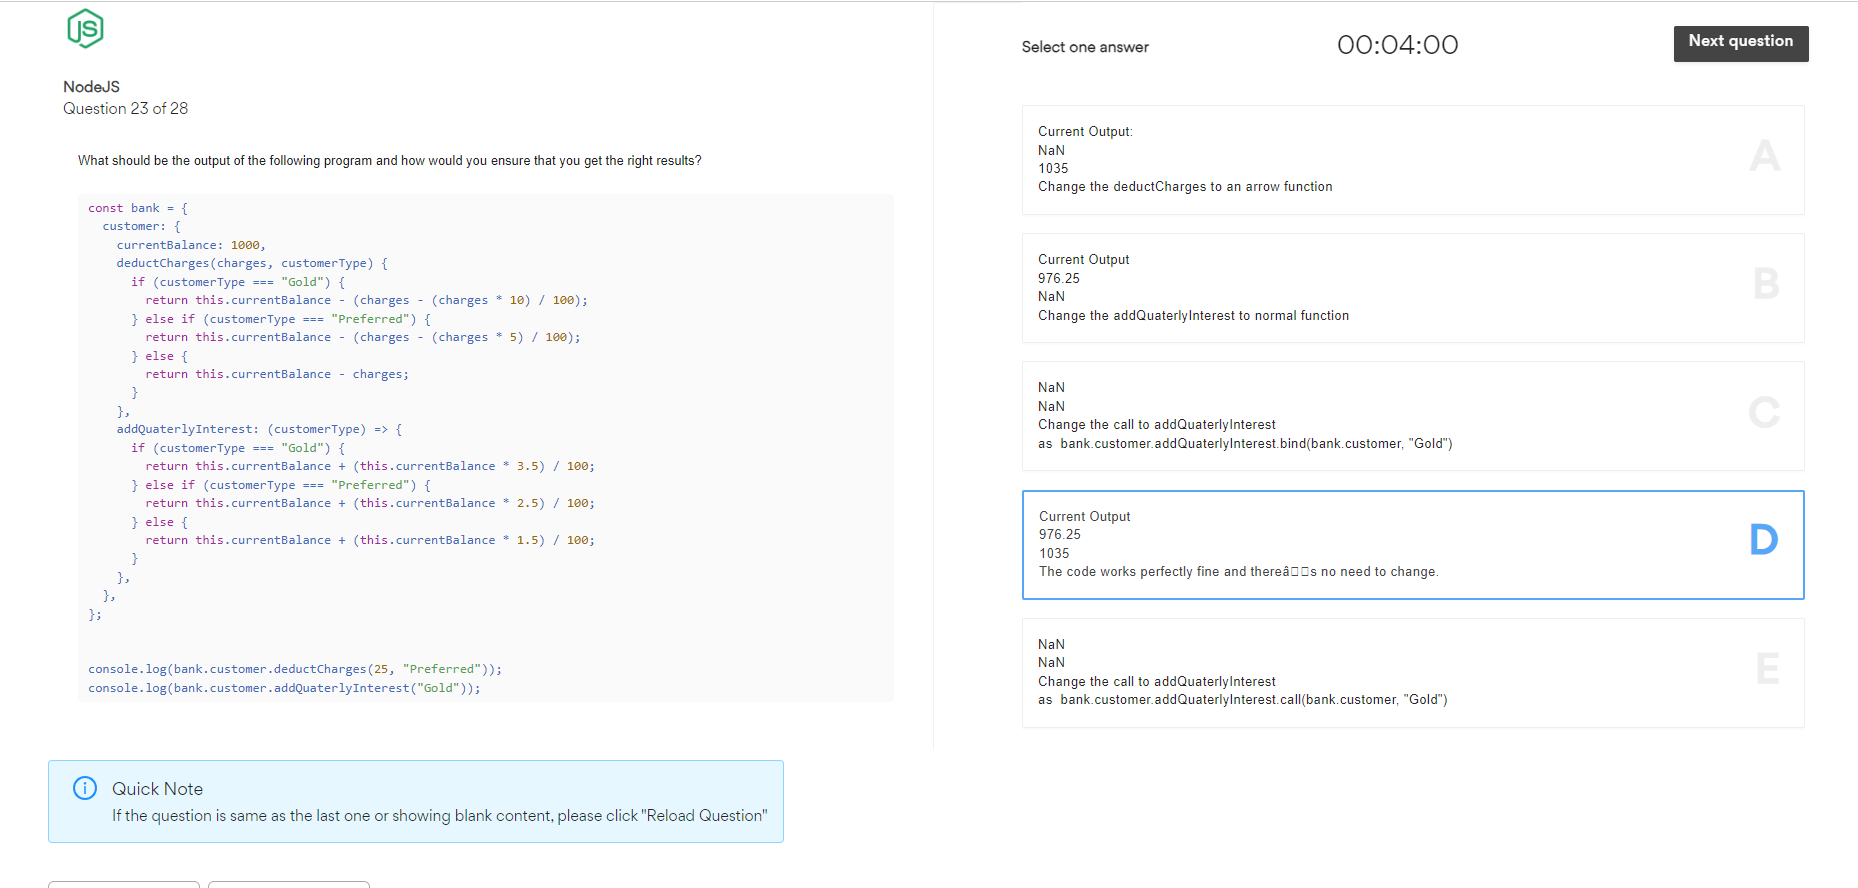 JS
NodeJS
Question 23 of 28
What should be the output of the following program and how would you ensure that you get the right results?
const bank = {
  customer: {
    currentBalance: 1000,
    deductCharges(charges, customerType) {
      if (customerType === "Gold") {
        return this.currentBalance - (charges - (charges * 10) / 100);
      } else if (customerType === "Preferred") {
        return this.currentBalance - (charges - (charges * 5) / 100);
      } else {
        return this.currentBalance - charges;
      }
    },
    addQuaterlyInterest: (customerType) => {
      if (customerType === "Gold") {
        return this.currentBalance + (this.currentBalance * 3.5) / 100;
      } else if (customerType === "Preferred") {
        return this.currentBalance + (this.currentBalance * 2.5) / 100;
      } else {
        return this.currentBalance + (this.currentBalance * 1.5) / 100;
      }
    },
  },
};
console.log(bank.customer.deductCharges(25, "Preferred"));
console.log(bank.customer.addQuaterlyInterest("Gold"));
Quick Note
If the question is same as the last one or showing blank content, please click "Reload Question"
Select one answer
00:04:00
Next question
Current Output:
NaN
1035
Change the deductCharges to an arrow function
A
Current Output
976.25
NaN
Change the addQuaterlyInterest to normal function
B
NaN
NaN
Change the call to addQuaterlyInterest
as bank.customer.addQuaterlyInterest.bind(bank.customer, "Gold")
C
Current Output
976.25
1035
The code works perfectly fine and thereâ□□s no need to change.
D
NaN
NaN
Change the call to addQuaterlyInterest
as bank.customer.addQuaterlyInterest.call(bank.customer, "Gold")
E